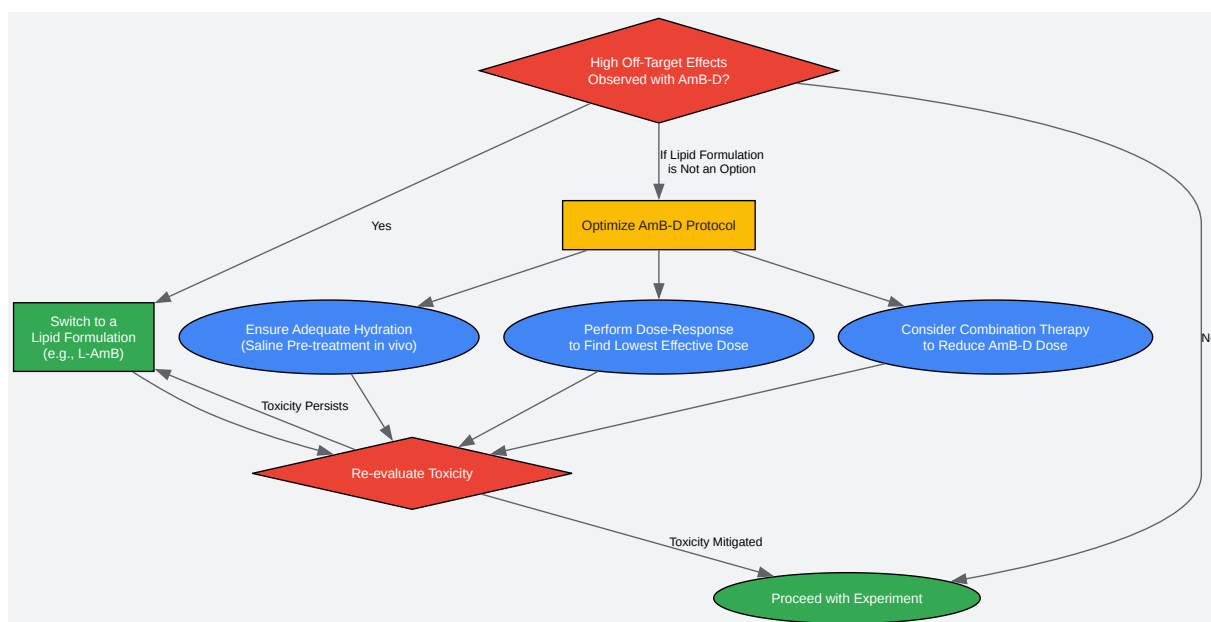 High Off-Target Effects
Observed with AmB-D?
If Lipid Formulation
is Not an Option
Yes
Optimize AmB-D Protocol
Switch to a
Lipid Formulation
(e.g., L-AmB)
Ensure Adequate Hydration
(Saline Pre-treatment in vivo)
Perform Dose-Response
to Find Lowest Effective Dose
Consider Combination Therapy
to Reduce AmB-D Dose
Toxicity Persists
Re-evaluate Toxicity
Toxicity Mitigated
Proceed with Experiment